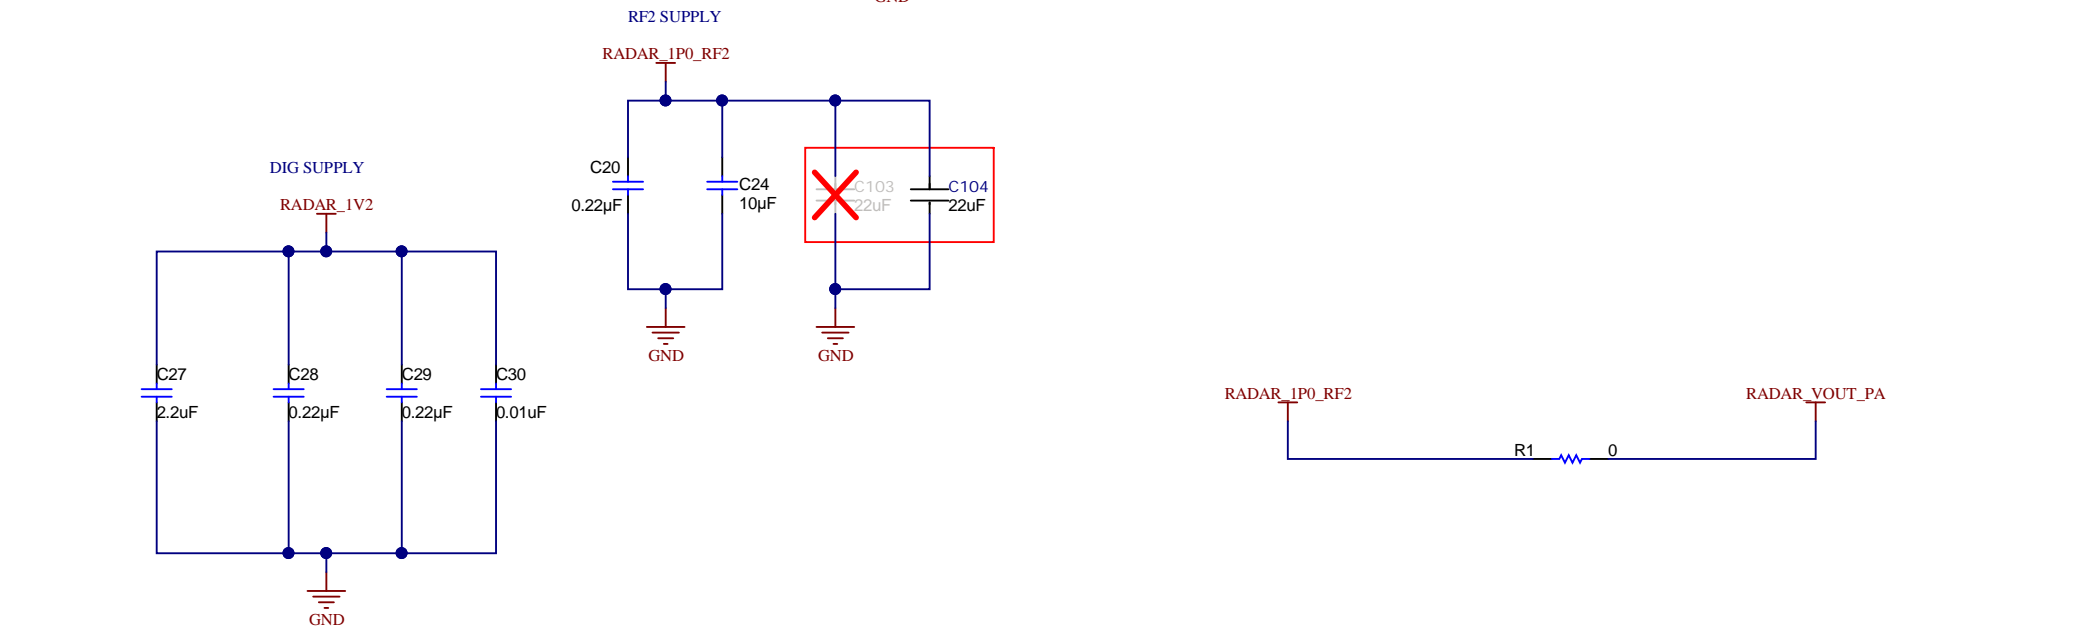 GND
RF2 SUPPLY
RADAR_1P0_RF2
DIG SUPPLY
RADAR_1V2
C20
0.22µF
C24
10µF
C103
22uF
C104
22uF
GND
GND
C27
2.2uF
C28
0.22µF
C29
0.22µF
C30
0.01uF
GND
RADAR_1P0_RF2
RADAR_VOUT_PA
R1
0